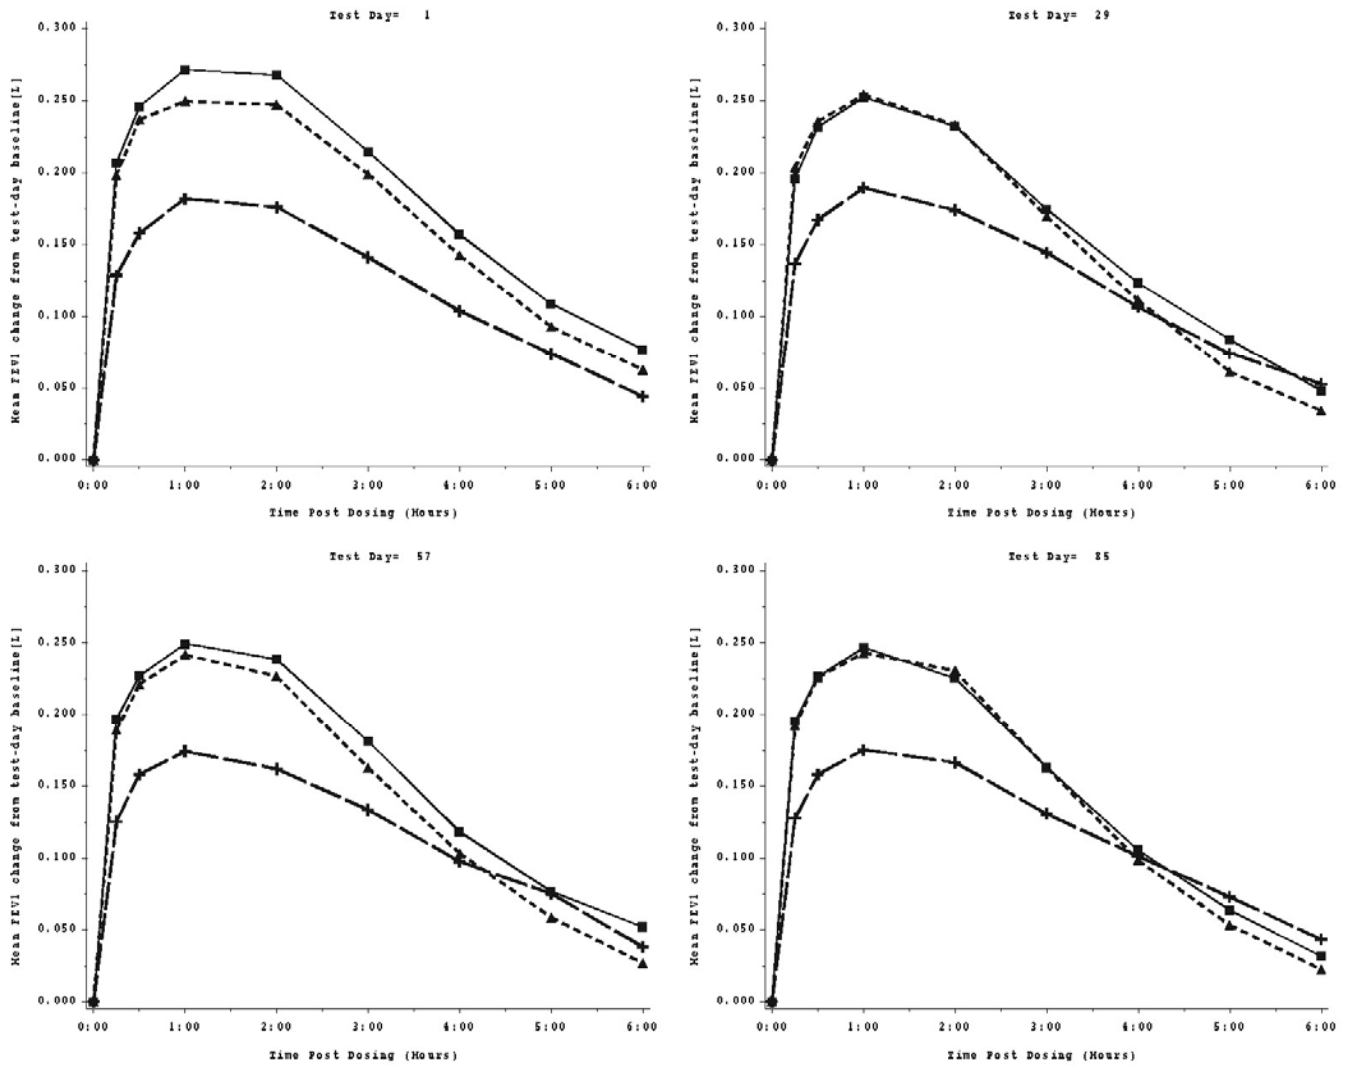 Test Day= 1
Mean FEV1 change from test-day baseline[L]
0.300
0.250
0.200
0.150
0.100
0.050
0.000
0:00 1:00 2:00 3:00 4:00 5:00 6:00
Time Post Dosing (Hours)
Test Day= 29
Mean FEV1 change from test-day baseline[L]
0.300
0.250
0.200
0.150
0.100
0.050
0.000
0:00 1:00 2:00 3:00 4:00 5:00 6:00
Time Post Dosing (Hours)
Test Day= 57
Mean FEV1 change from test-day baseline[L]
0.300
0.250
0.200
0.150
0.100
0.050
0.000
0:00 1:00 2:00 3:00 4:00 5:00 6:00
Time Post Dosing (Hours)
Test Day= 85
Mean FEV1 change from test-day baseline[L]
0.300
0.250
0.200
0.150
0.100
0.050
0.000
0:00 1:00 2:00 3:00 4:00 5:00 6:00
Time Post Dosing (Hours)